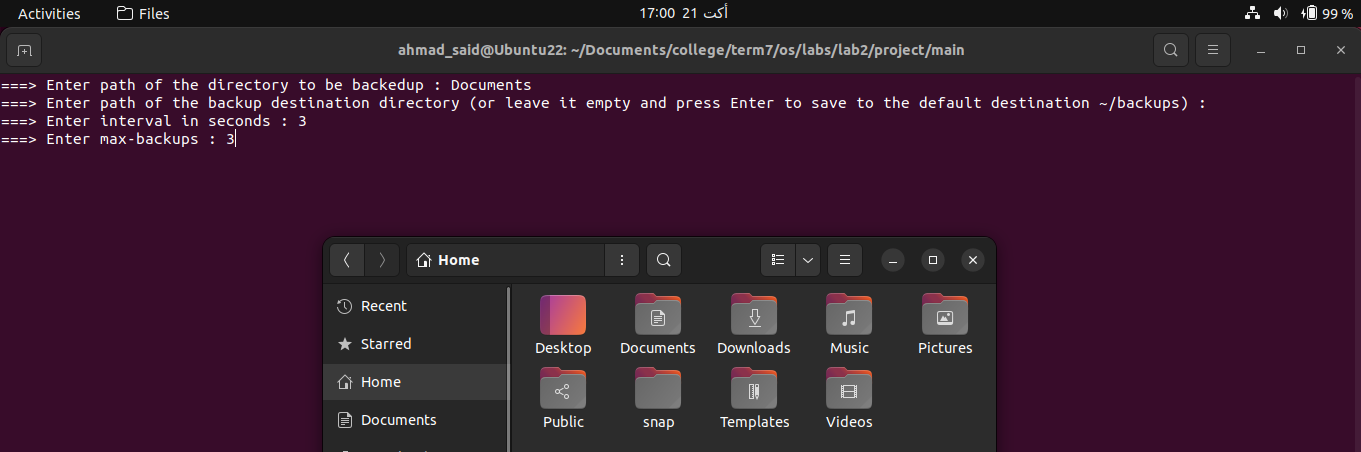 Activities Files 17:00 21 أكت 99 %
ahmad_said@Ubuntu22: ~/Documents/college/term7/os/labs/lab2/project/main
===> Enter path of the directory to be backedup : Documents
===> Enter path of the backup destination directory (or leave it empty and press Enter to save to the default destination ~/backups) :
===> Enter interval in seconds : 3
===> Enter max-backups : 3
Home
Recent
Starred
Home
Documents
Desktop Documents Downloads Music Pictures
Public snap Templates Videos